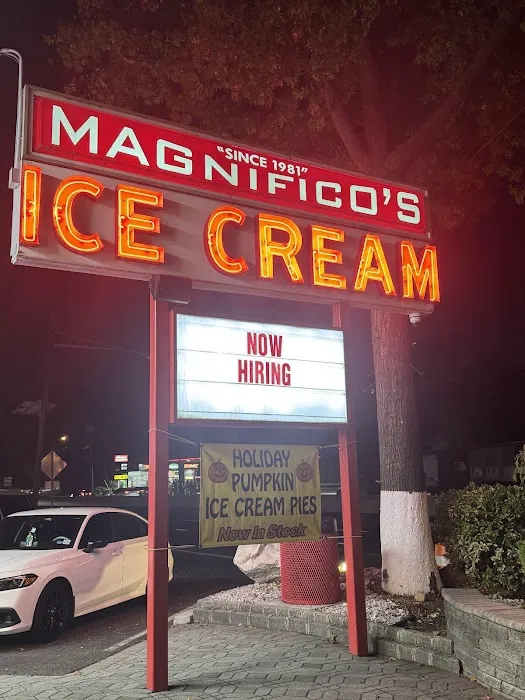 "SINCE 1981"
MAGNIFICO'S
ICE CREAM
NOW
HIRING
HOLIDAY
PUMPKIN
ICE CREAM PIES
Now In Stock